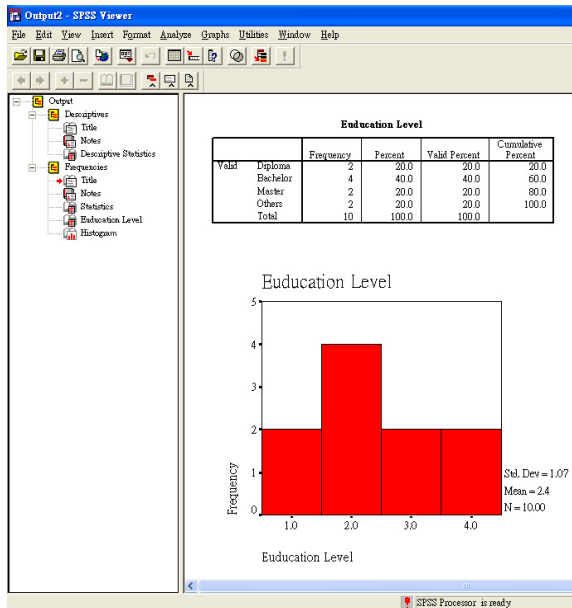 Output2 - SPSS Viewer
File Edit View Insert Format Analyze Graphs Utilities Window Help
Output
Descriptives
Title
Notes
Descriptive Statistics
Frequencies
Title
Notes
Statistics
Euducation Level
Histogram
Euducation Level
Frequency Percent Valid Percent Cumulative Percent
Valid Diploma 2 20.0 20.0 20.0
Bachelor 4 40.0 40.0 60.0
Master 2 20.0 20.0 80.0
Others 2 20.0 20.0 100.0
Total 10 100.0 100.0
Euducation Level
5
4
3
2
1
0
Frequency
1.0 2.0 3.0 4.0
Euducation Level
Std. Dev = 1.07
Mean = 2.4
N = 10.00
SPSS Processor is ready